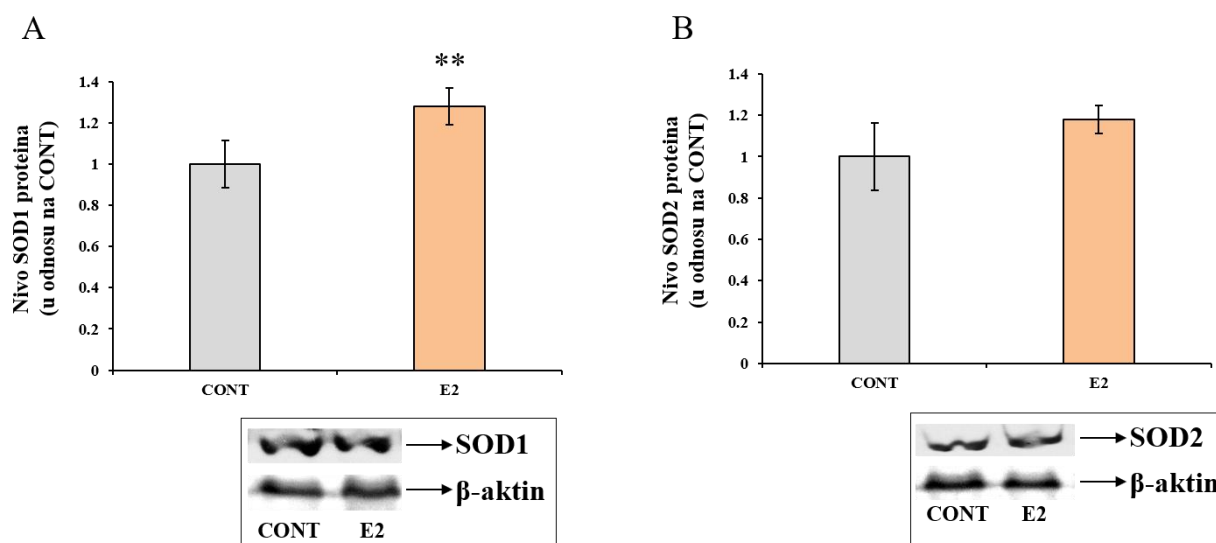 A
**
Nivo SOD1 proteina
(u odnosu na CONT)
1.4
1.2
1
0.8
0.6
0.4
0.2
0
CONT E2
SOD1
β-aktin
CONT E2
B
Nivo SOD2 proteina
(u odnosu na CONT)
1.4
1.2
1
0.8
0.6
0.4
0.2
0
CONT E2
SOD2
β-aktin
CONT E2